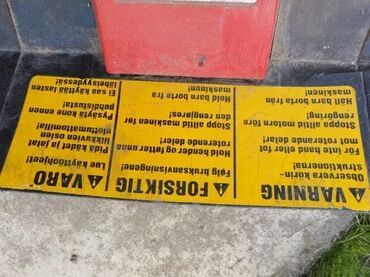 VARNING
Observera körin-
struktionerna!
För inte hand eller fot
mot roterande delar!
Stoppa alltid motorn före
rengöring!
Håll barn borta från
maskinen!
FORSIKTIG
Følg bruksanvisningene!
Hold hender og føtter unna
roterende deler!
Stopp alltid maskinen før
den rengjøres!
Hold barn borte fra
maskinen!
VARO
Lue käyttöohjeet!
Pidä kädet ja jalat
liikkuvien osien
ulottumattomilla!
Pysäytä kone ennen
puhdistusta!
Ei saa käyttää lasten
läheisyydessä!